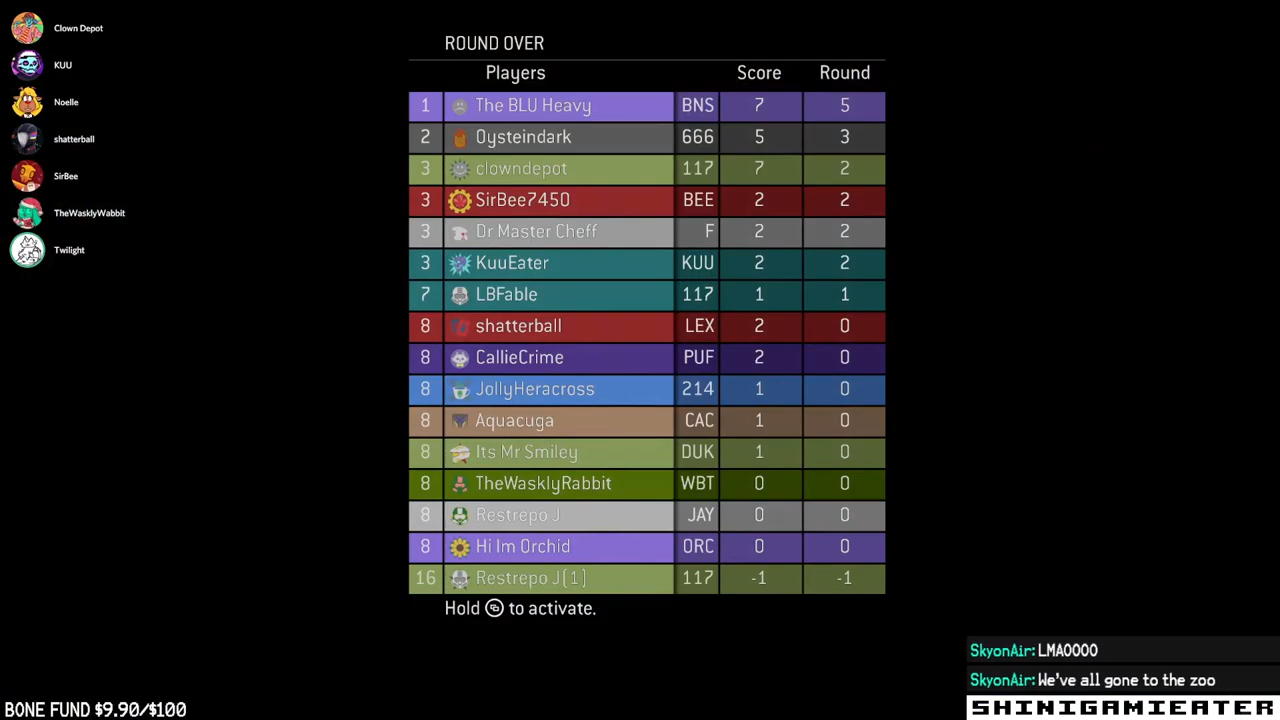 Clown Depot
KUU
Noelle
shatterball
SirBee
TheWasklyWabbit
Twilight
ROUND OVER
Players Score Round
1 The BLU Heavy BNS 7 5
2 Oysteindark 666 5 3
3 clowndepot 117 7 2
3 SirBee7450 BEE 2 2
3 Dr Master Cheff F 2 2
3 KuuEater KUU 2 2
7 LBFable 117 1 1
8 shatterball LEX 2 0
8 CallieCrime PUF 2 0
8 JollyHeracross 214 1 0
8 Aquacuga CAC 1 0
8 Its Mr Smiley DUK 1 0
8 TheWasklyRabbit WBT 0 0
8 Restrepo J JAY 0 0
8 Hi Im Orchid ORC 0 0
16 Restrepo J(1) 117 -1 -1
Hold to activate.
SkyonAir: LMAOOOO
SkyonAir: We've all gone to the zoo
BONE FUND $9.90/$100
SHINIGAMIEATER